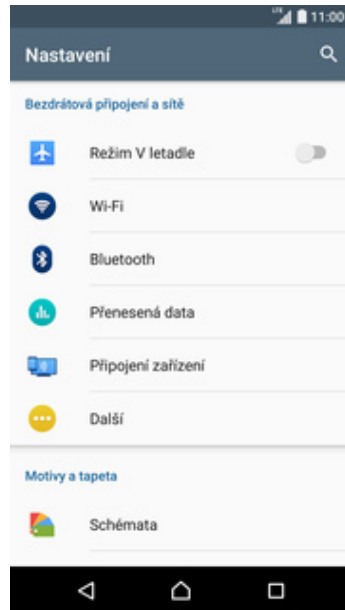 LTE 11:00
Nastavení
Bezdrátová připojení a sítě
Režim V letadle
Wi-Fi
Bluetooth
Přenesená data
Připojení zařízení
Další
Motivy a tapeta
Schémata